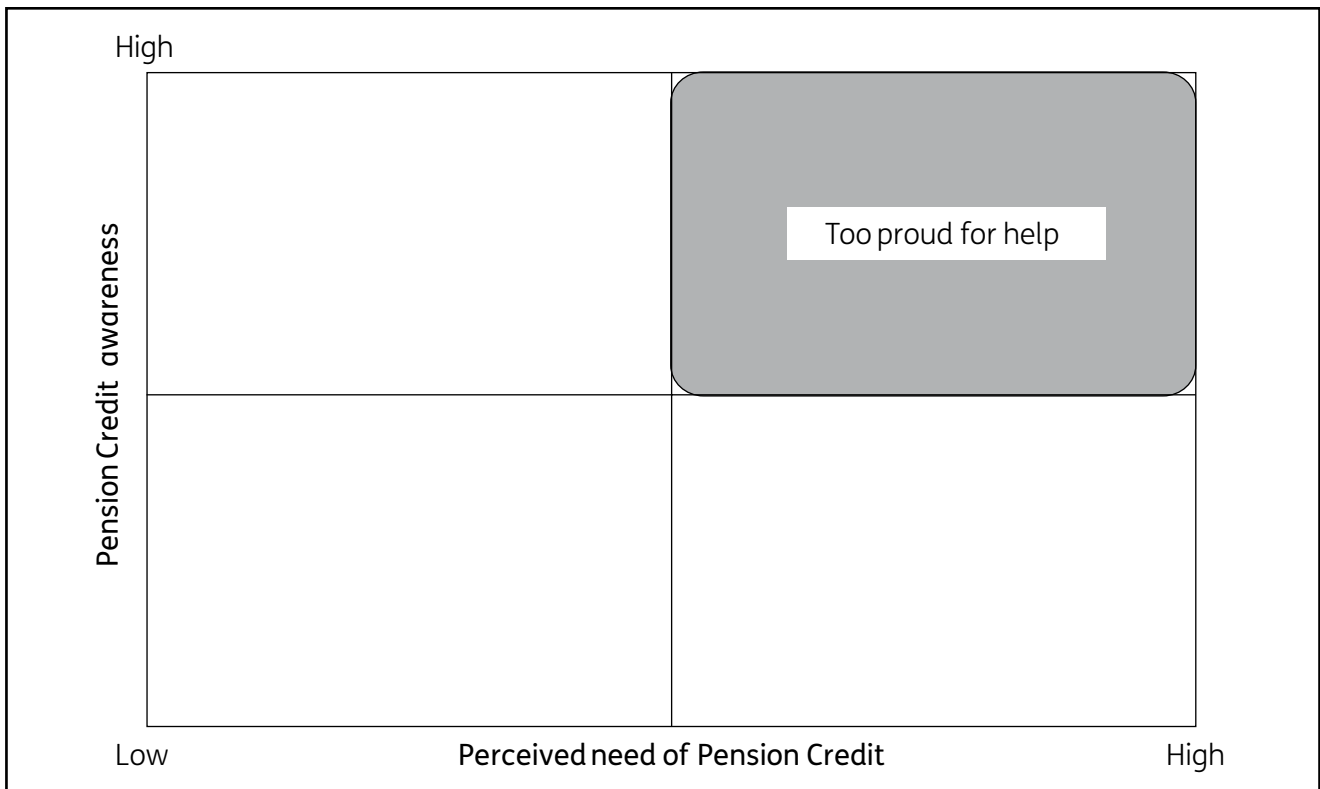 High
Too proud for help
Pension Credit awareness
Low
Perceived need of Pension Credit
High